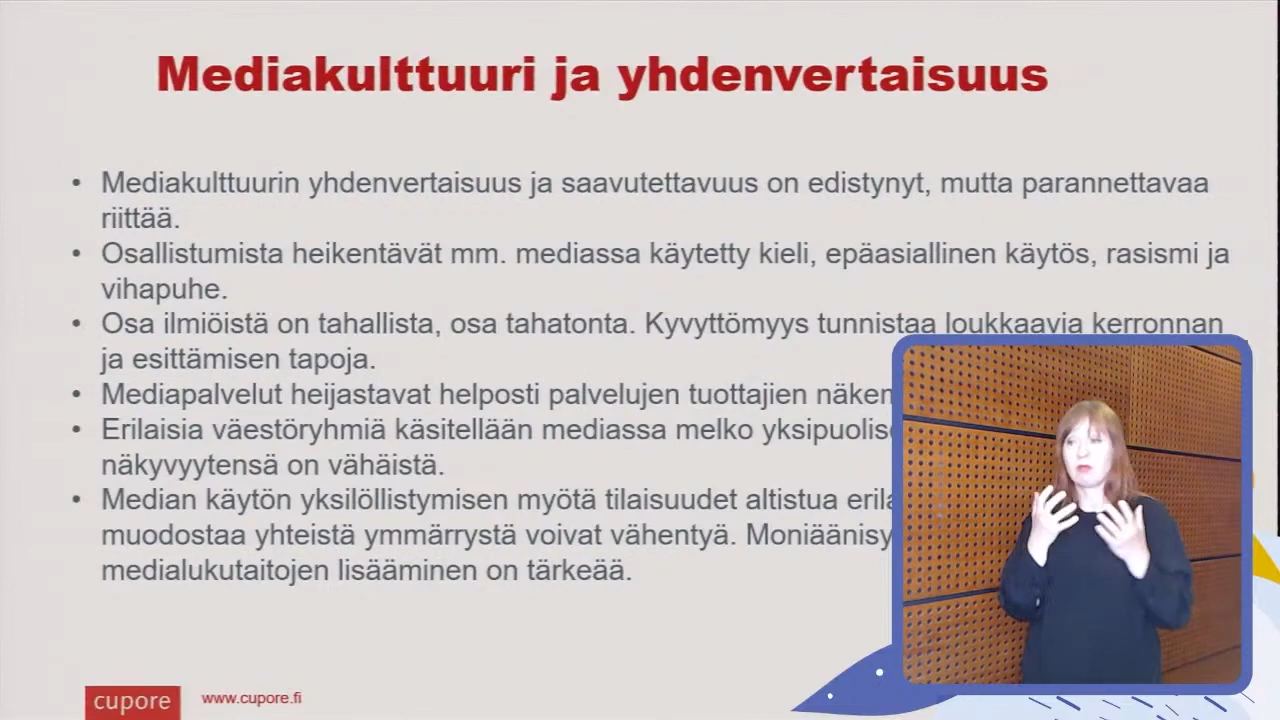 Mediakulttuuri ja yhdenvertaisuus
• Mediakulttuurin yhdenvertaisuus ja saavutettavuus on edistynyt, mutta parannettavaa
riittää.
• Osallistumista heikentävät mm. mediassa käytetty kieli, epäasiallinen käytös, rasismi ja
vihapuhe.
• Osa ilmiöistä on tahallista, osa tahatonta. Kyvyttömyys tunnistaa loukkaavia kerronnan
ja esittämisen tapoja.
• Mediapalvelut heijastavat helposti palvelujen tuottajien
• Erilaisia väestöryhmiä käsitellään mediassa melko
näkyvyytensä on vähäistä.
• Median käytön yksilöllistymisen myötä tilaisuudet altistua
muodostaa yhteistä ymmärrystä voivat vähentyä.
medialukutaitojen lisääminen on tärkeää.
cupore www.cupore.fi